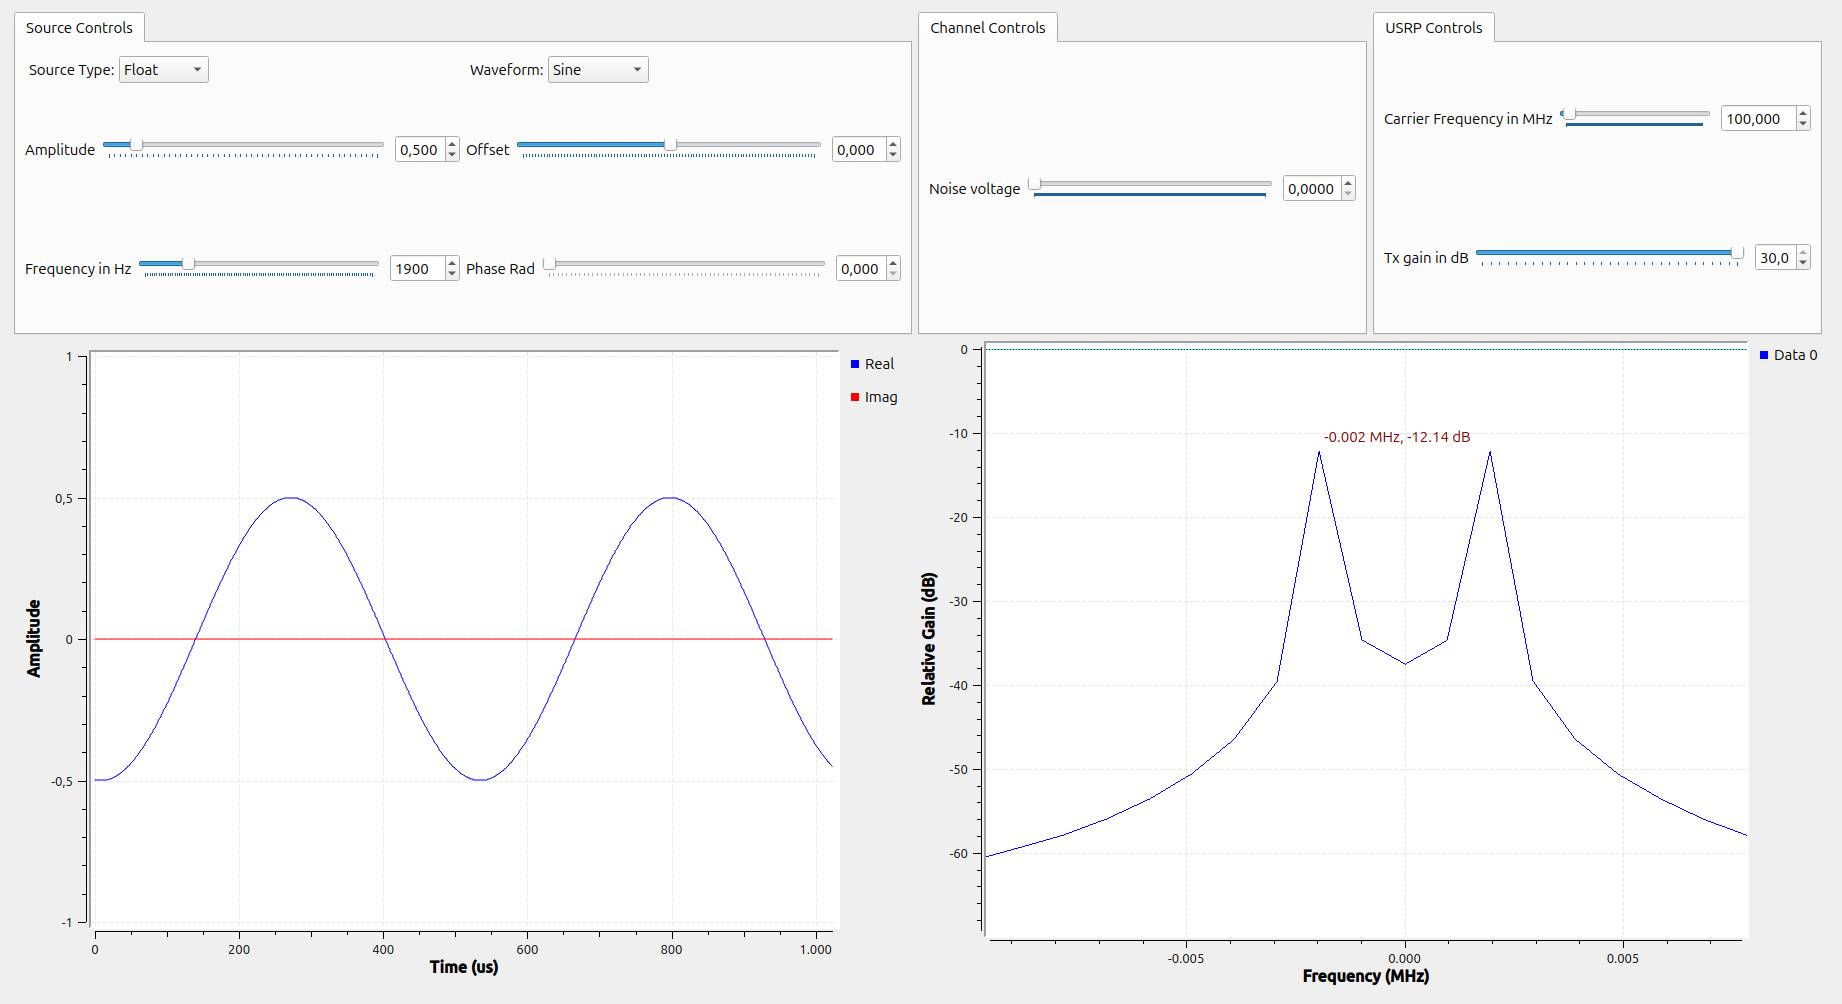 Source Controls
Source Type: Float
Waveform: Sine
Amplitude 0,500
Offset 0,000
Frequency in Hz 1900
Phase Rad 0,000
Channel Controls
Noise voltage 0,0000
USRP Controls
Carrier Frequency in MHz 100,000
Tx gain in dB 30,0
1
0,5
0
-0,5
-1
Amplitude
0 200 400 600 800 1.000
Time (us)
Real
Imag
0
-10
-20
-30
-40
-50
-60
Relative Gain (dB)
-0.002 MHz, -12.14 dB
-0.005 0.000 0.005
Frequency (MHz)
Data 0